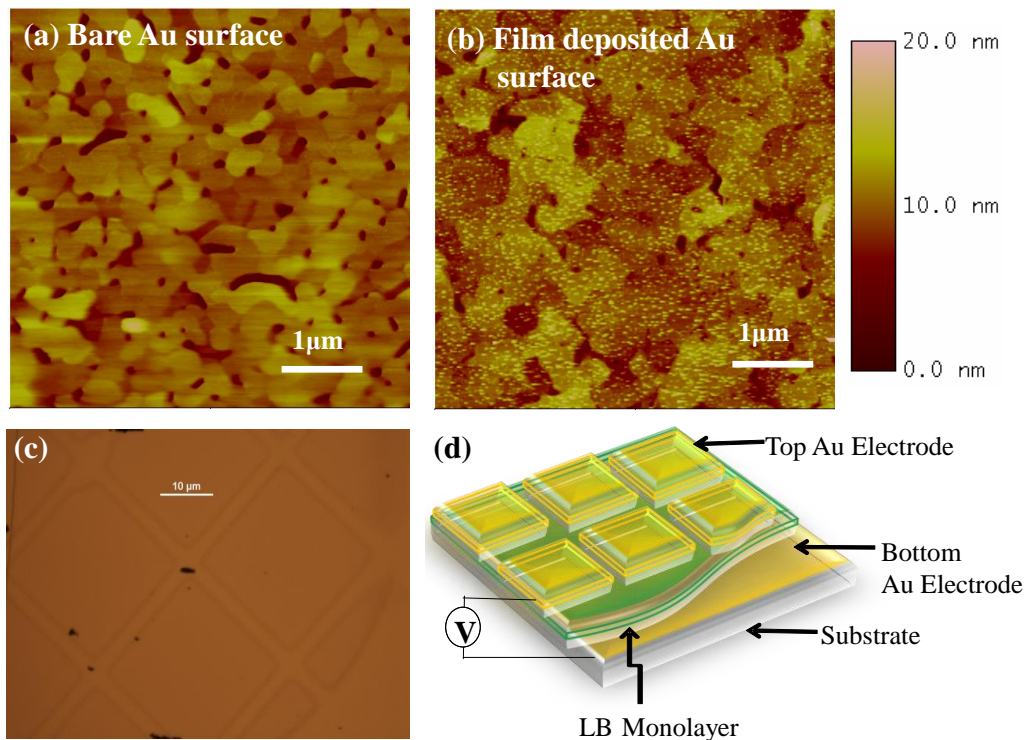 (a) Bare Au surface
1μm
(b) Film deposited Au
surface
1μm
20.0 nm
10.0 nm
0.0 nm
(c)
10 μm
(d)
Top Au Electrode
Bottom
Au Electrode
V
Substrate
LB Monolayer